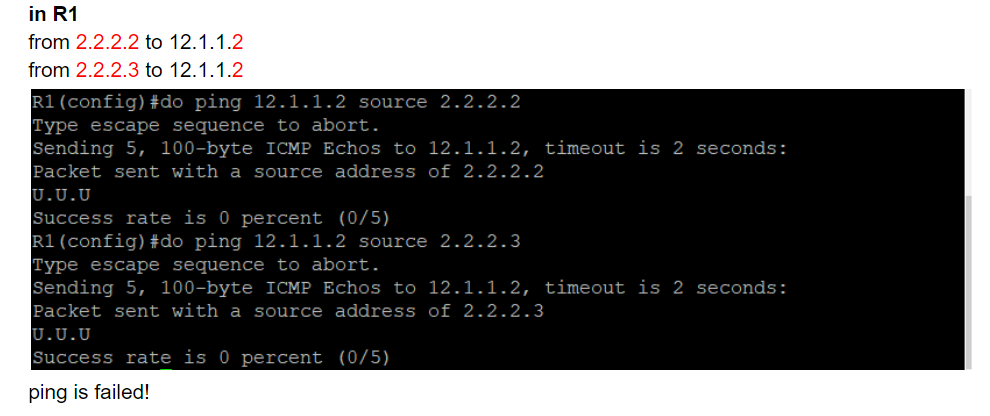 in R1
from 2.2.2.2 to 12.1.1.2
from 2.2.2.3 to 12.1.1.2
R1(config)#do ping 12.1.1.2 source 2.2.2.2
Type escape sequence to abort.
Sending 5, 100-byte ICMP Echos to 12.1.1.2, timeout is 2 seconds:
Packet sent with a source address of 2.2.2.2
U.U.U
Success rate is 0 percent (0/5)
R1(config)#do ping 12.1.1.2 source 2.2.2.3
Type escape sequence to abort.
Sending 5, 100-byte ICMP Echos to 12.1.1.2, timeout is 2 seconds:
Packet sent with a source address of 2.2.2.3
U.U.U
Success rate is 0 percent (0/5)
ping is failed!